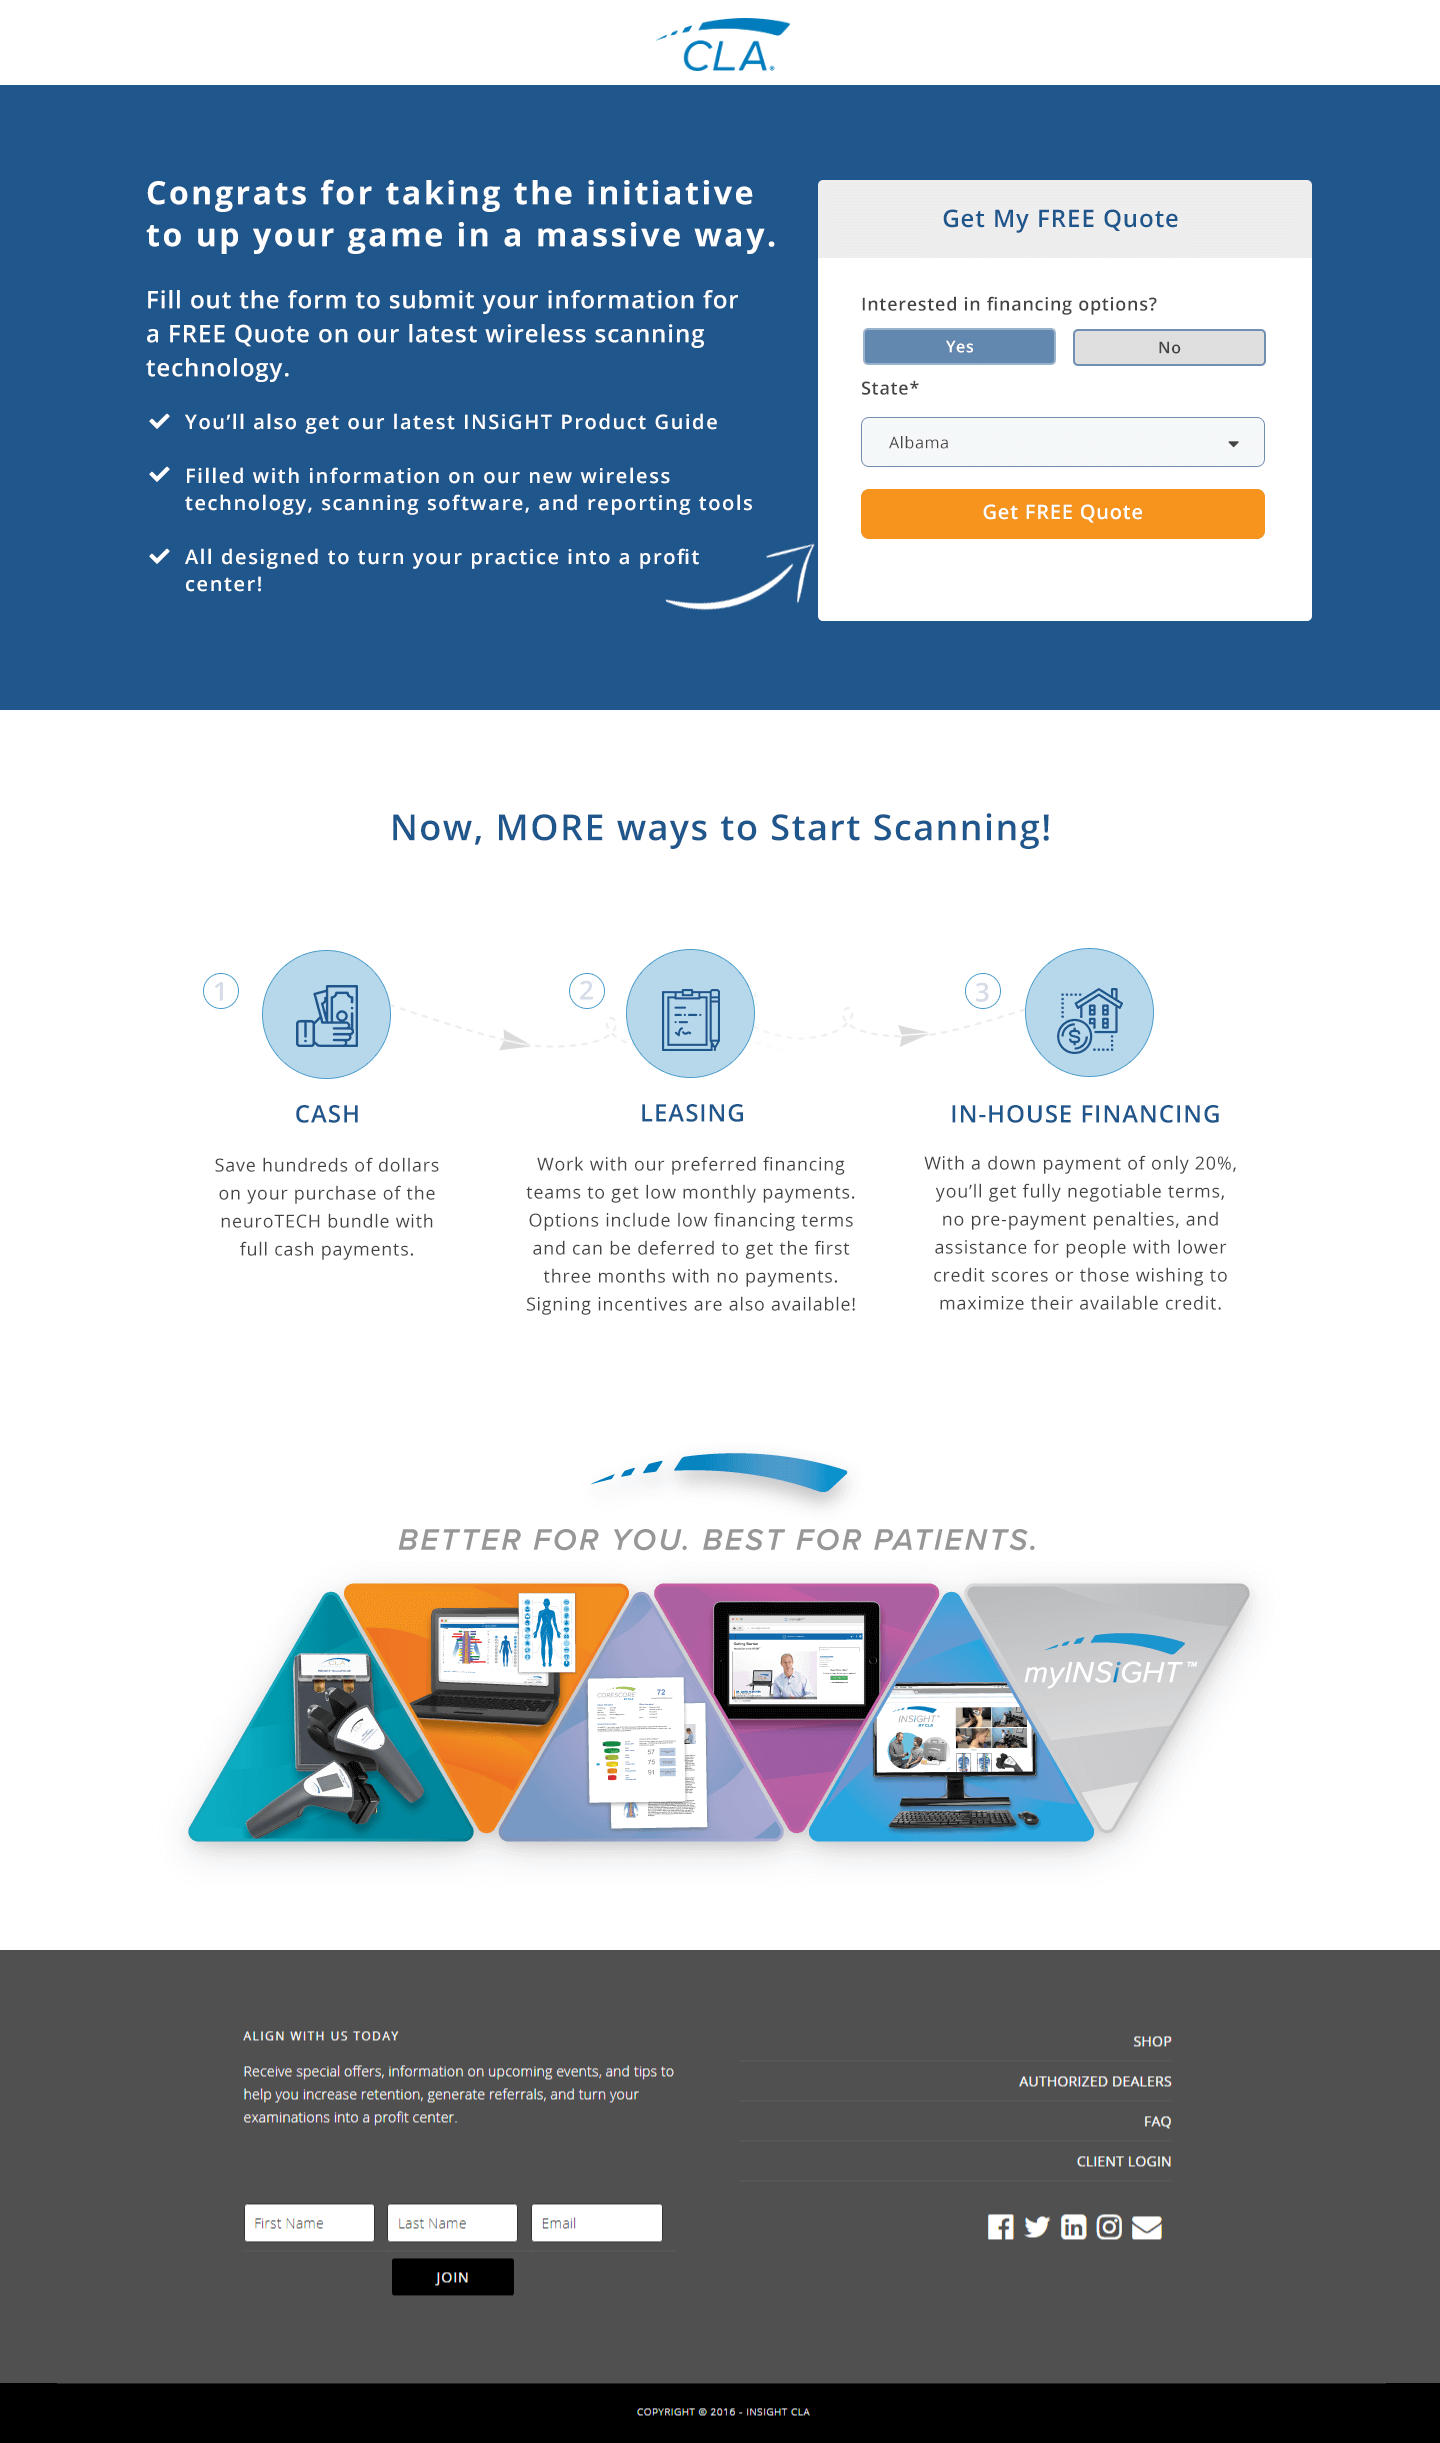 CLA®
Congrats for taking the initiative
to up your game in a massive way.
Fill out the form to submit your information for
a FREE Quote on our latest wireless scanning
technology.
You'll also get our latest INSiGHT Product Guide
Filled with information on our new wireless
technology, scanning software, and reporting tools
All designed to turn your practice into a profit
center!
Get My FREE Quote
Interested in financing options?
Yes
No
State*
Albama
Get FREE Quote
Now, MORE ways to Start Scanning!
1
CASH
Save hundreds of dollars
on your purchase of the
neuroTECH bundle with
full cash payments.
2
LEASING
Work with our preferred financing
teams to get low monthly payments.
Options include low financing terms
and can be deferred to get the first
three months with no payments.
Signing incentives are also available!
3
IN-HOUSE FINANCING
With a down payment of only 20%,
you'll get fully negotiable terms,
no pre-payment penalties, and
assistance for people with lower
credit scores or those wishing to
maximize their available credit.
BETTER FOR YOU. BEST FOR PATIENTS.
CLA
CORESCORE
72
57
75
91
Getting Started
INSiGHT™
BY CLA
myINSiGHT™
ALIGN WITH US TODAY
Receive special offers, information on upcoming events, and tips to
help you increase retention, generate referrals, and turn your
examinations into a profit center.
First Name
Last Name
Email
JOIN
SHOP
AUTHORIZED DEALERS
FAQ
CLIENT LOGIN
COPYRIGHT © 2016 - INSIGHT CLA